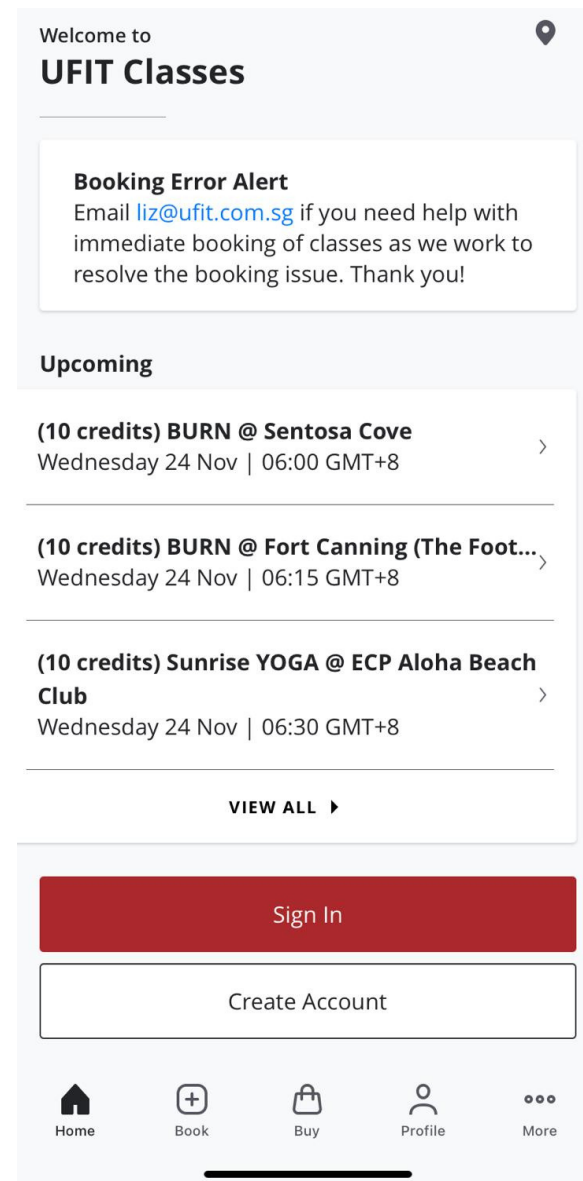 Welcome to
UFIT Classes
Booking Error Alert
Email liz@ufit.com.sg if you need help with
immediate booking of classes as we work to
resolve the booking issue. Thank you!
Upcoming
(10 credits) BURN @ Sentosa Cove
Wednesday 24 Nov | 06:00 GMT+8
(10 credits) BURN @ Fort Canning (The Foot...
Wednesday 24 Nov | 06:15 GMT+8
(10 credits) Sunrise YOGA @ ECP Aloha Beach
Club
Wednesday 24 Nov | 06:30 GMT+8
VIEW ALL
Sign In
Create Account
Home Book Buy Profile More